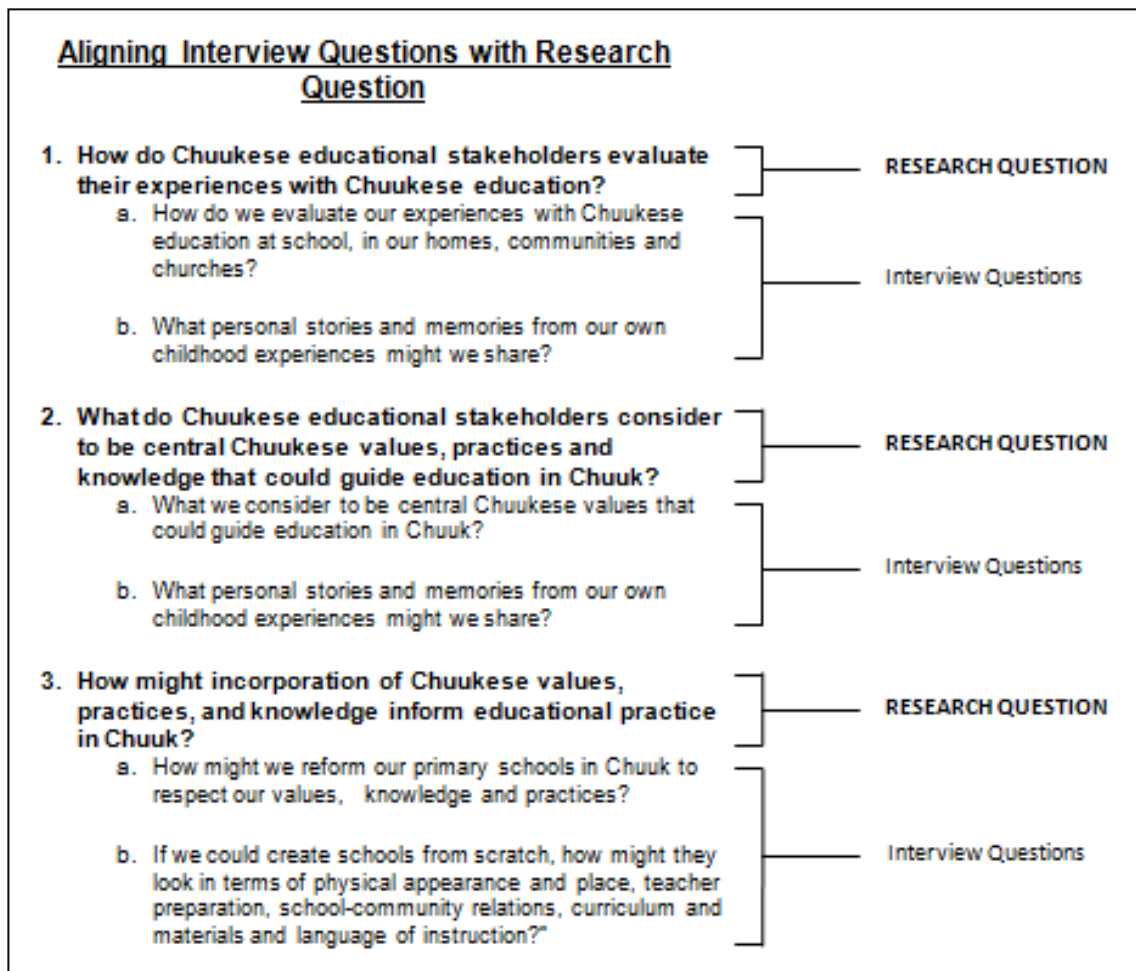 Aligning Interview Questions with Research
Question
1. How do Chuukese educational stakeholders evaluate
their experiences with Chuukese education?
RESEARCH QUESTION
a. How do we evaluate our experiences with Chuukese
education at school, in our homes, communities and
churches?
Interview Questions
b. What personal stories and memories from our own
childhood experiences might we share?
2. What do Chuukese educational stakeholders consider
to be central Chuukese values, practices and
knowledge that could guide education in Chuuk?
RESEARCH QUESTION
a. What we consider to be central Chuukese values that
could guide education in Chuuk?
Interview Questions
b. What personal stories and memories from our own
childhood experiences might we share?
3. How might incorporation of Chuukese values,
practices, and knowledge inform educational practice
in Chuuk?
RESEARCH QUESTION
a. How might we reform our primary schools in Chuuk to
respect our values, knowledge and practices?
b. If we could create schools from scratch, how might they
look in terms of physical appearance and place, teacher
preparation, school-community relations, curriculum and
materials and language of instruction?"
Interview Questions